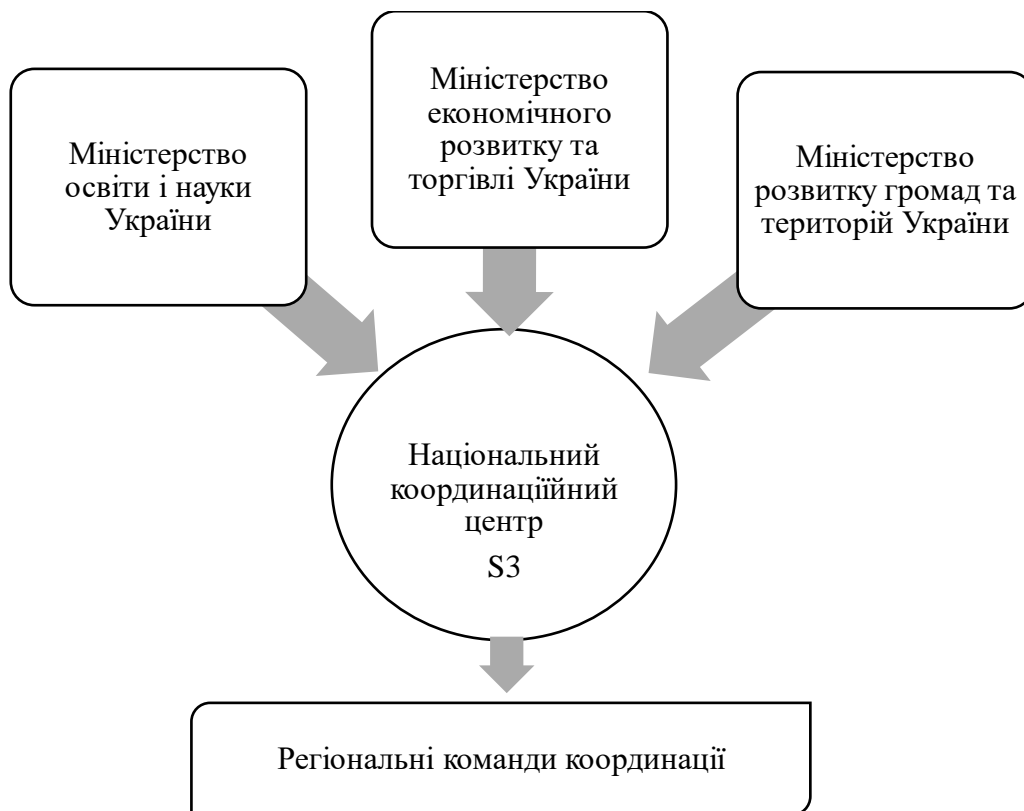 Міністерство
освіти і науки
України
Міністерство
економічного
розвитку та
торгівлі України
Міністерство
розвитку громад та
територій України
Національний
координаціійний
центр
S3
Регіональні команди координації